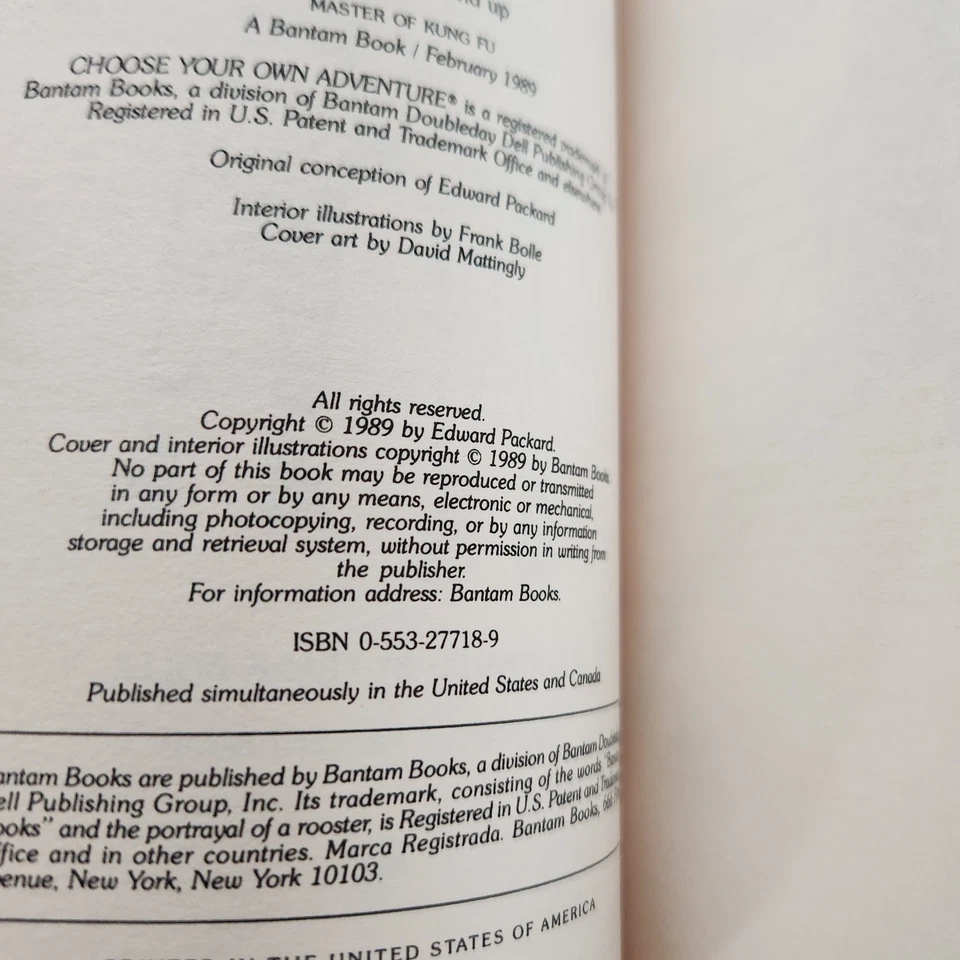 up
MASTER OF KUNG FU
A Bantam Book / February 1989
CHOOSE YOUR OWN ADVENTURE® is a registered trademark of
Bantam Books, a division of Bantam Doubleday Dell Publishing Group
Registered in U.S. Patent and Trademark Office and elsewhere
Original conception of Edward Packard
Interior illustrations by Frank Bolle
Cover art by David Mattingly
All rights reserved.
Copyright © 1989 by Edward Packard.
Cover and interior illustrations copyright © 1989 by Bantam Books
No part of this book may be reproduced or transmitted
in any form or by any means, electronic or mechanical,
including photocopying, recording, or by any information
storage and retrieval system, without permission in writing from
the publisher.
For information address: Bantam Books.
ISBN 0-553-27718-9
Published simultaneously in the United States and Canada
antam Books are published by Bantam Books, a division of Bantam
ell Publishing Group, Inc. Its trademark, consisting of the words
ooks" and the portrayal of a rooster, is Registered in U.S. Patent and
ffice and in other countries. Marca Registrada. Bantam Books,
enue, New York, New York 10103.
PRINTED IN THE UNITED STATES OF AMERICA